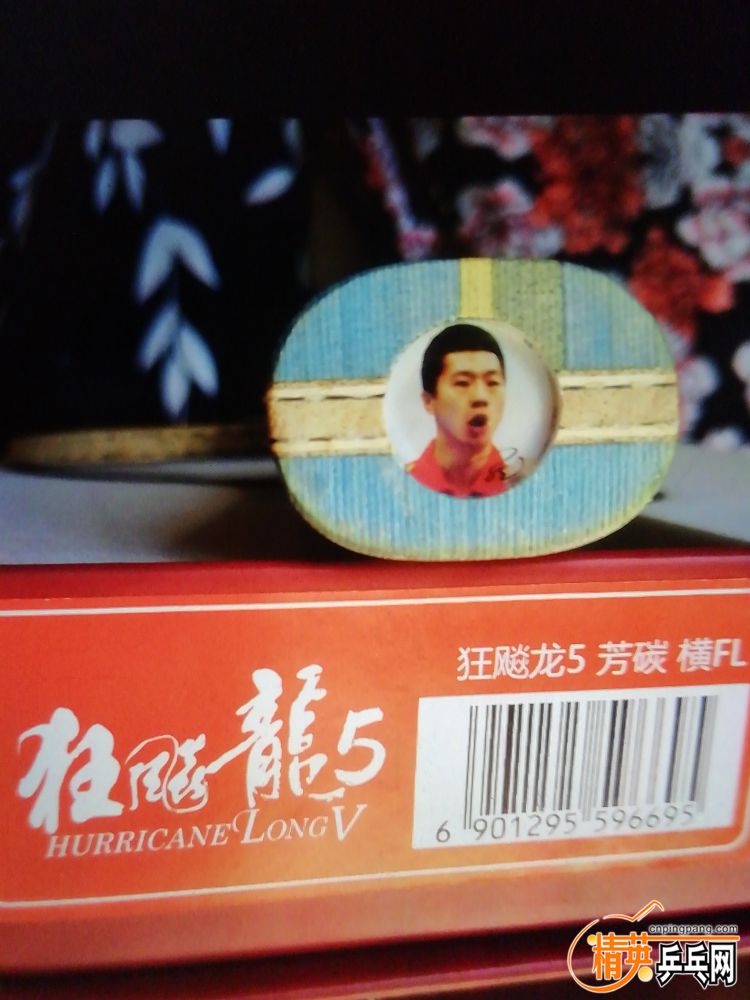 狂飚龙5 芳碳 横FL
狂飚龍5
HURRICANE LONG V
6 901295 596695
cnpingpang.com
精英乒乓网